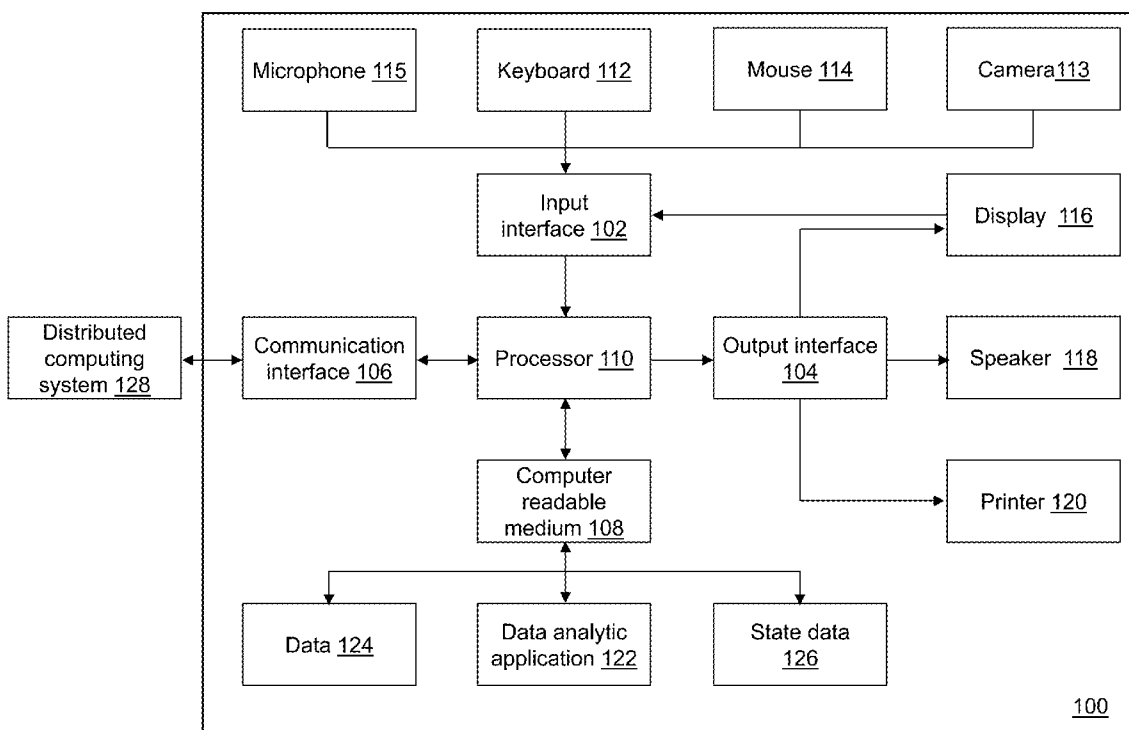 Microphone 115
Keyboard 112
Mouse 114
Camera113
Input
interface 102
Display 116
Distributed
computing
system 128
Communication
interface 106
Processor 110
Output interface
104
Speaker 118
Computer
readable
medium 108
Printer 120
Data 124
Data analytic
application 122
State data
126
100